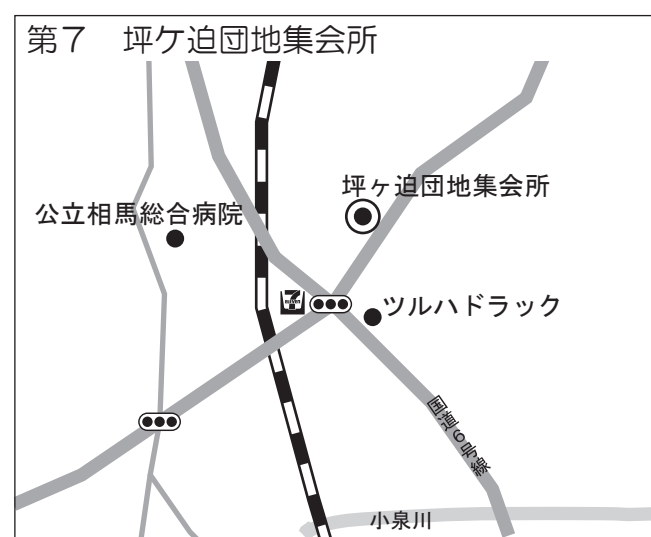 第７　坪ケ迫団地集会所
坪ヶ迫団地集会所
公立相馬総合病院
7 ELEVEN
ツルハドラック
国道６号線
小泉川